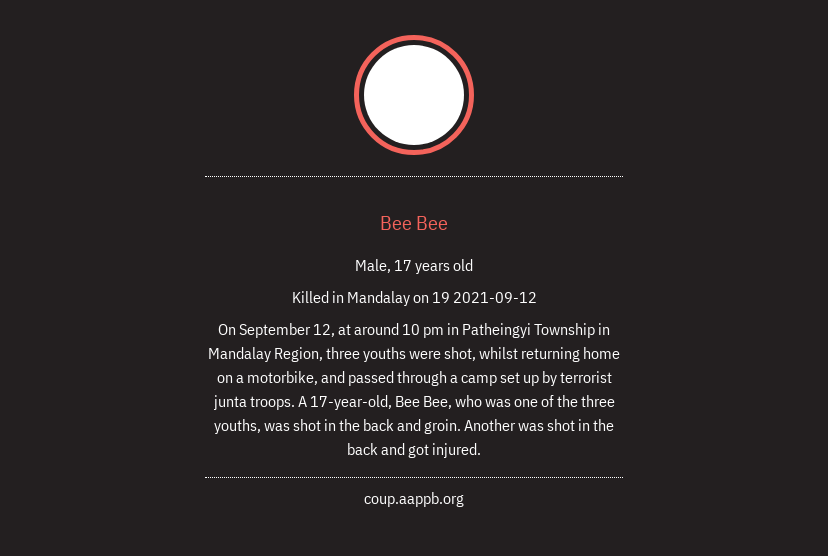 Bee Bee
Male, 17 years old
Killed in Mandalay on 19 2021-09-12
On September 12, at around 10 pm in Patheingyi Township in
Mandalay Region, three youths were shot, whilst returning home
on a motorbike, and passed through a camp set up by terrorist
junta troops. A 17-year-old, Bee Bee, who was one of the three
youths, was shot in the back and groin. Another was shot in the
back and got injured.
coup.aappb.org